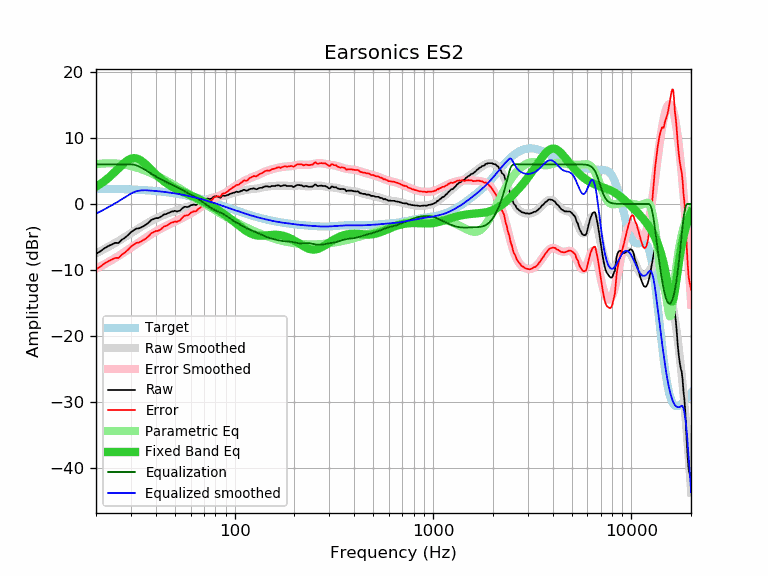 Earsonics ES2
Amplitude (dBr)
20
10
0
−10
−20
−30
−40
Target
Raw Smoothed
Error Smoothed
Raw
Error
Parametric Eq
Fixed Band Eq
Equalization
Equalized smoothed
100
1000
10000
Frequency (Hz)